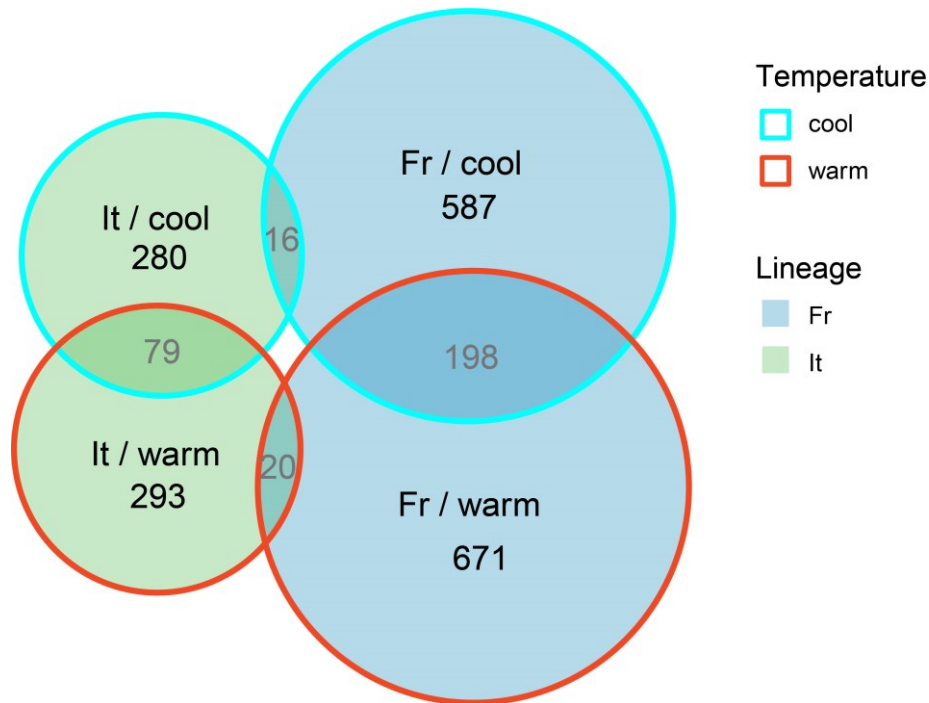 Fr / cool
587
It / cool
280
16
79
198
It / warm
293
20
Fr / warm
671
Temperature
cool
warm
Lineage
Fr
It